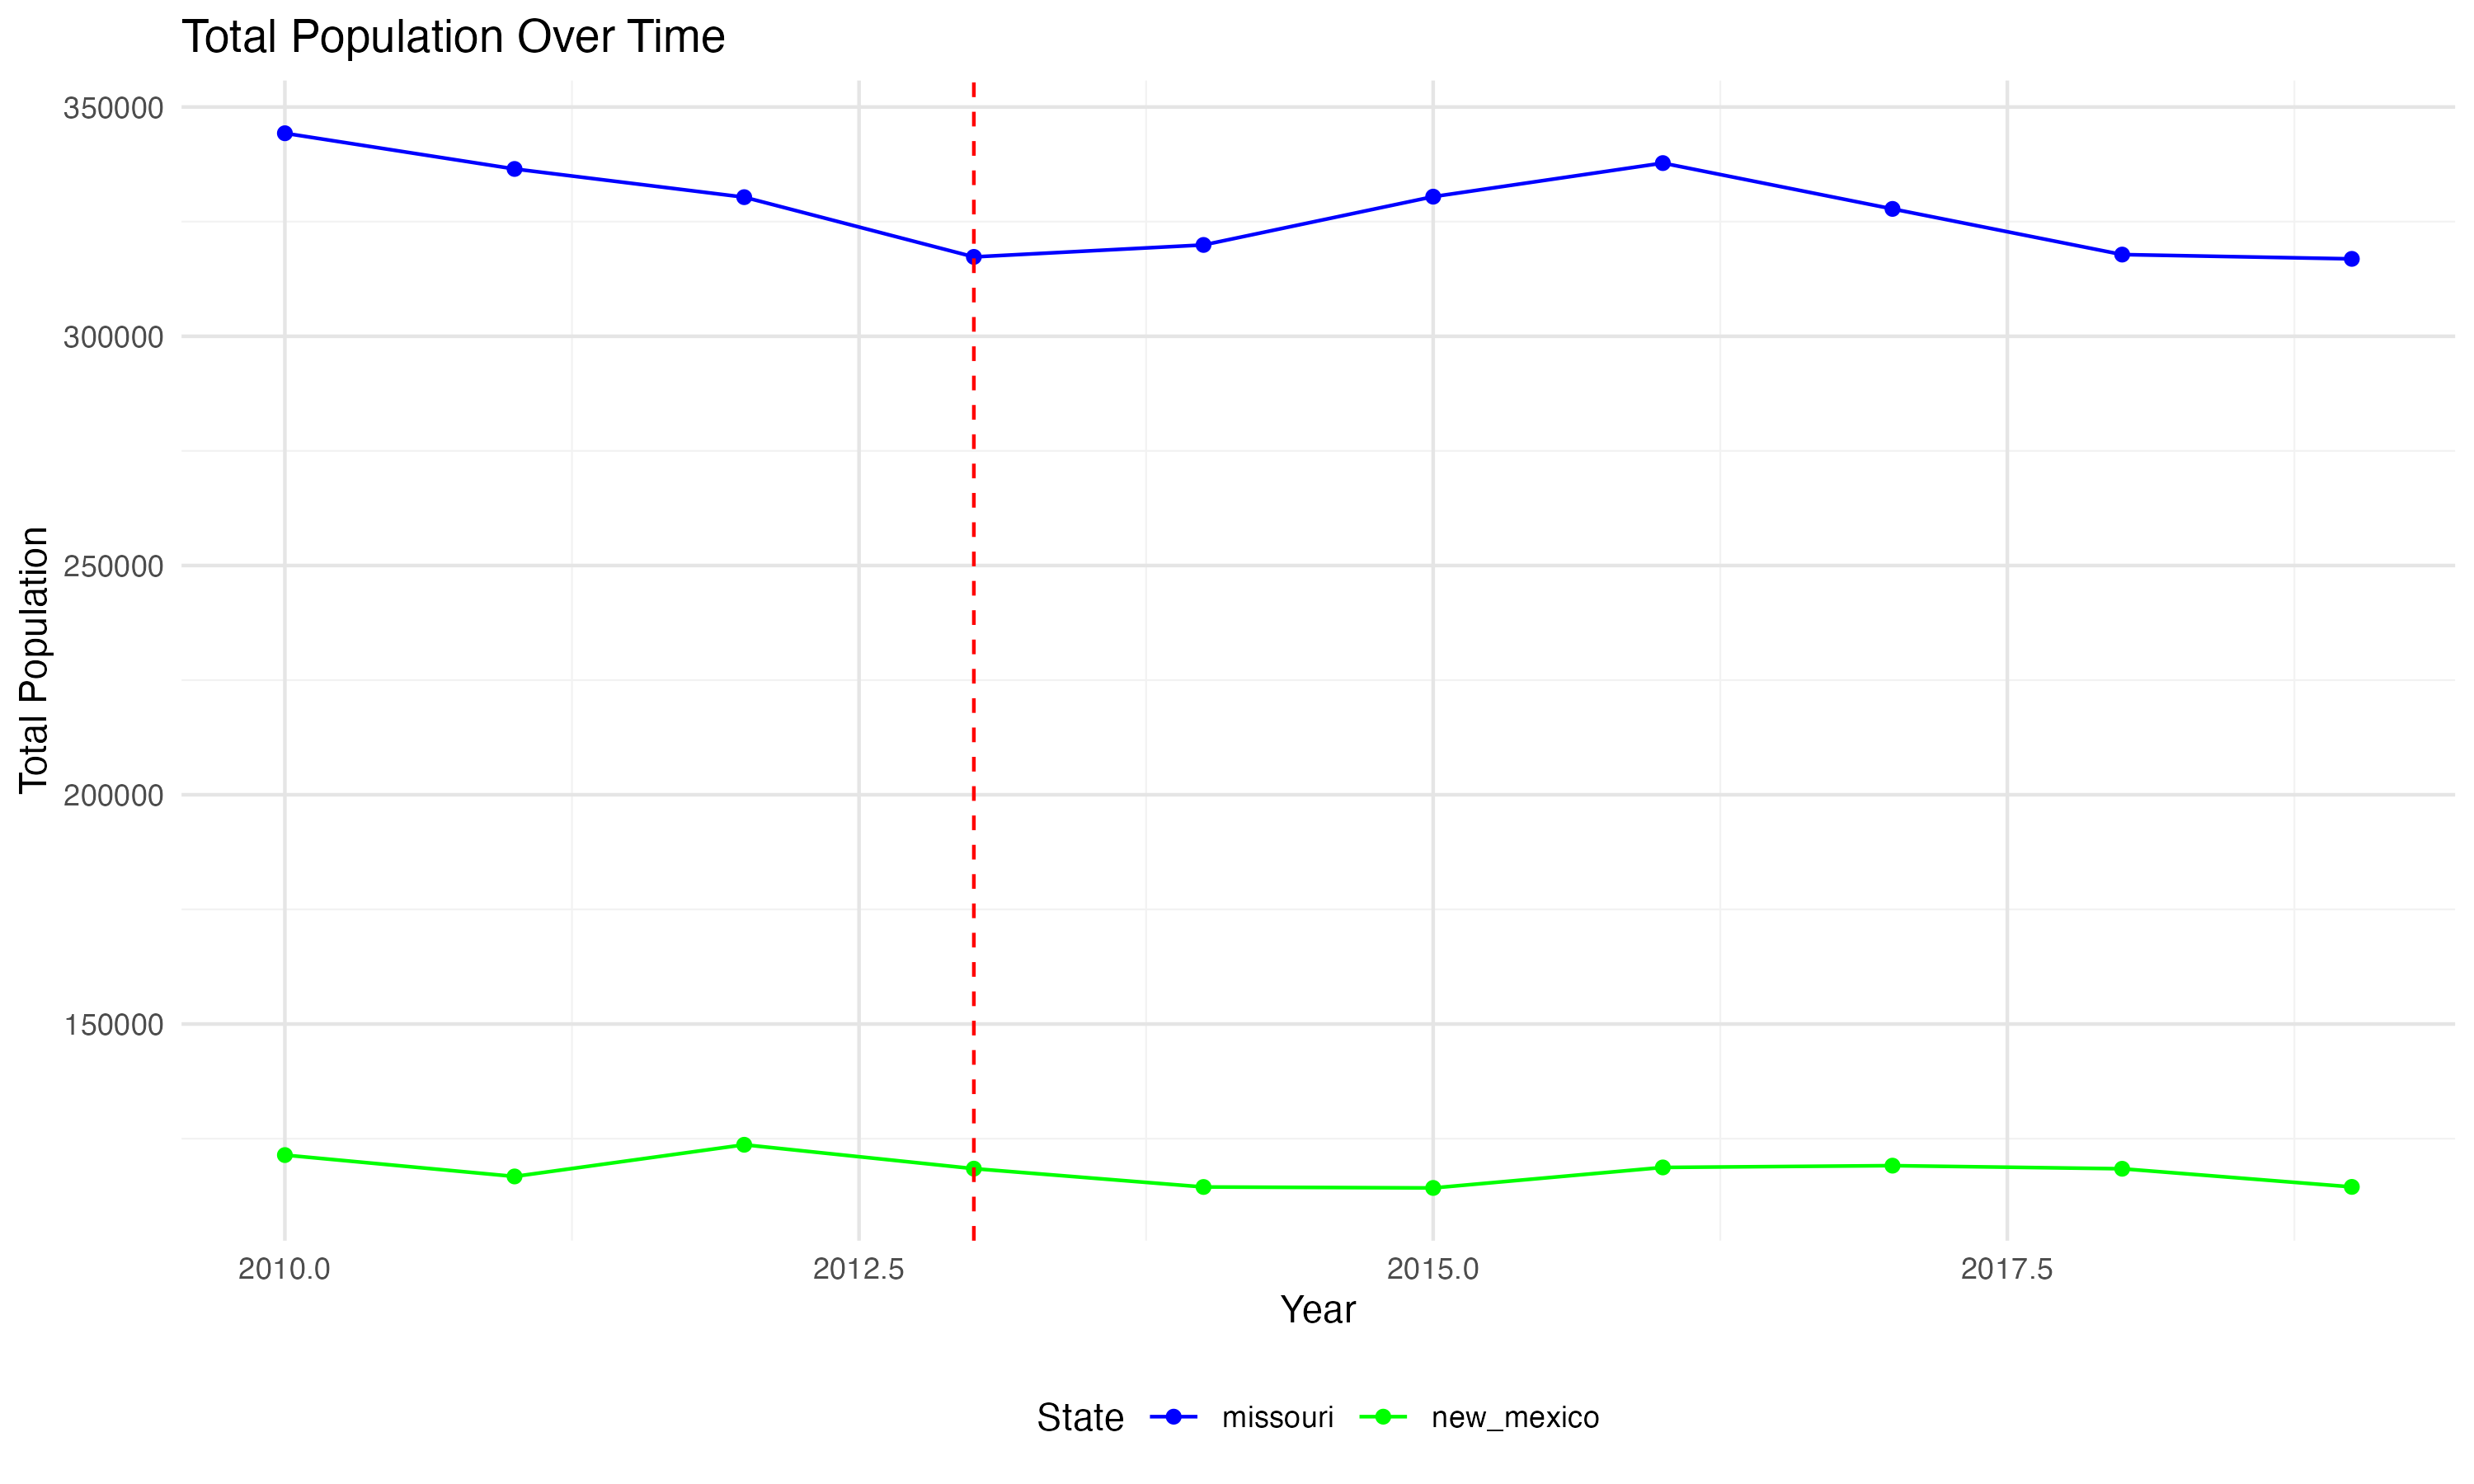 Total Population Over Time
350000
300000
250000
200000
150000
Total Population
2010.0 2012.5 2015.0 2017.5
Year
State missouri new_mexico